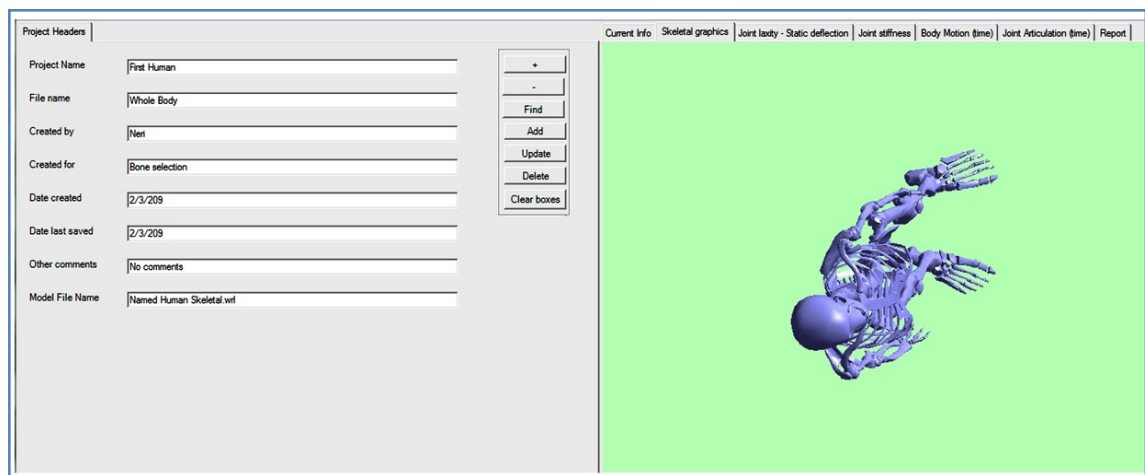 Project Headers
Project Name First Human
File name Whole Body
Created by Neri
Created for Bone selection
Date created 2/3/209
Date last saved 2/3/209
Other comments No comments
Model File Name Named Human Skeletal.wrl
+
-
Find
Add
Update
Delete
Clear boxes
Current Info Skeletal graphics Joint laxity - Static deflection Joint stiffness Body Motion (time) Joint Articulation (time) Report